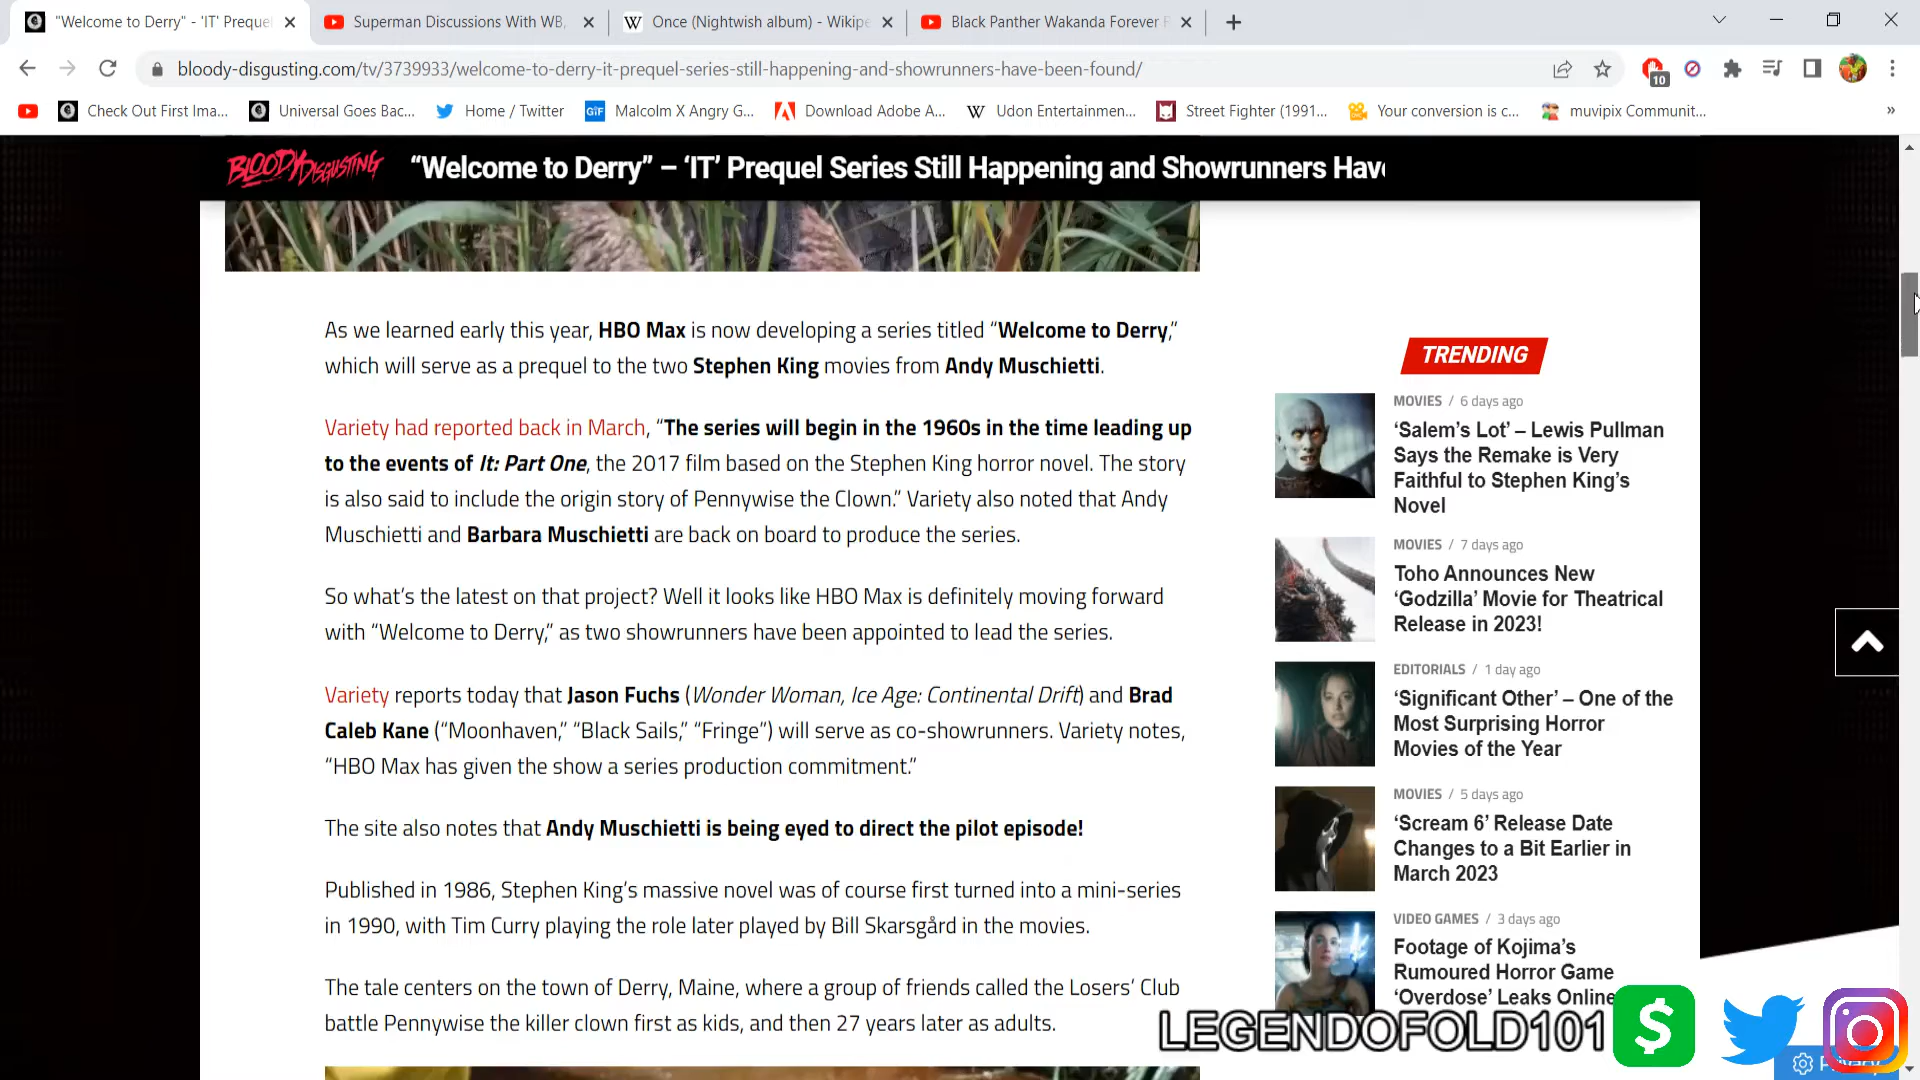 "Welcome to Derry" - 'IT' Preque
Superman Discussions With WB,
Once (Nightwish album) - Wikipe
Black Panther Wakanda Forever F
bloody-disgusting.com/tv/3739933/welcome-to-derry-it-prequel-series-still-happening-and-showrunners-have-been-found/
10
Check Out First Ima...
Universal Goes Bac...
Home / Twitter
GIF
Malcolm X Angry G...
Download Adobe A...
Udon Entertainmen...
Street Fighter (1991...
Your conversion is c...
muvipix Communit...
»
BLOODY DISGUSTING
“Welcome to Derry” – ‘IT’ Prequel Series Still Happening and Showrunners Have
As we learned early this year, HBO Max is now developing a series titled “Welcome to Derry,”
which will serve as a prequel to the two Stephen King movies from Andy Muschietti.
Variety had reported back in March, “The series will begin in the 1960s in the time leading up
to the events of It: Part One, the 2017 film based on the Stephen King horror novel. The story
is also said to include the origin story of Pennywise the Clown.” Variety also noted that Andy
Muschietti and Barbara Muschietti are back on board to produce the series.
So what’s the latest on that project? Well it looks like HBO Max is definitely moving forward
with “Welcome to Derry,” as two showrunners have been appointed to lead the series.
Variety reports today that Jason Fuchs (Wonder Woman, Ice Age: Continental Drift) and Brad
Caleb Kane (“Moonhaven,” “Black Sails,” “Fringe”) will serve as co-showrunners. Variety notes,
“HBO Max has given the show a series production commitment.”
The site also notes that Andy Muschietti is being eyed to direct the pilot episode!
Published in 1986, Stephen King’s massive novel was of course first turned into a mini-series
in 1990, with Tim Curry playing the role later played by Bill Skarsgård in the movies.
The tale centers on the town of Derry, Maine, where a group of friends called the Losers’ Club
battle Pennywise the killer clown first as kids, and then 27 years later as adults.
TRENDING
MOVIES / 6 days ago
‘Salem’s Lot’ – Lewis Pullman
Says the Remake is Very
Faithful to Stephen King’s
Novel
MOVIES / 7 days ago
Toho Announces New
‘Godzilla’ Movie for Theatrical
Release in 2023!
EDITORIALS / 1 day ago
‘Significant Other’ – One of the
Most Surprising Horror
Movies of the Year
MOVIES / 5 days ago
‘Scream 6’ Release Date
Changes to a Bit Earlier in
March 2023
VIDEO GAMES / 3 days ago
Footage of Kojima’s
Rumoured Horror Game
‘Overdose’ Leaks Online
LEGENDOFOLD101
$